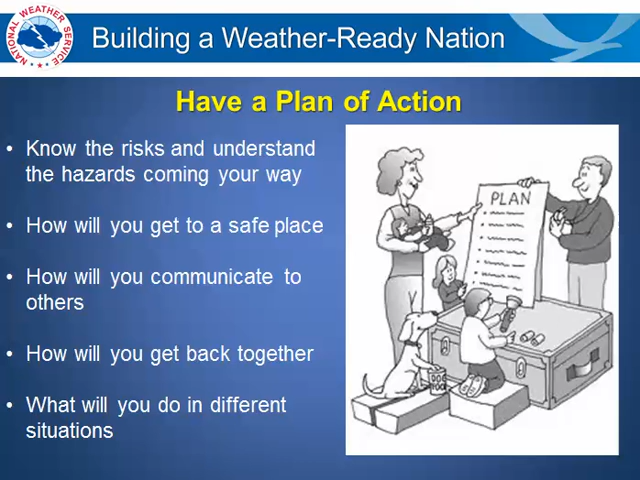 NATIONAL WEATHER SERVICE
Building a Weather-Ready Nation
Have a Plan of Action
• Know the risks and understand
the hazards coming your way
• How will you get to a safe place
• How will you communicate to
others
• How will you get back together
• What will you do in different
situations
PLAN